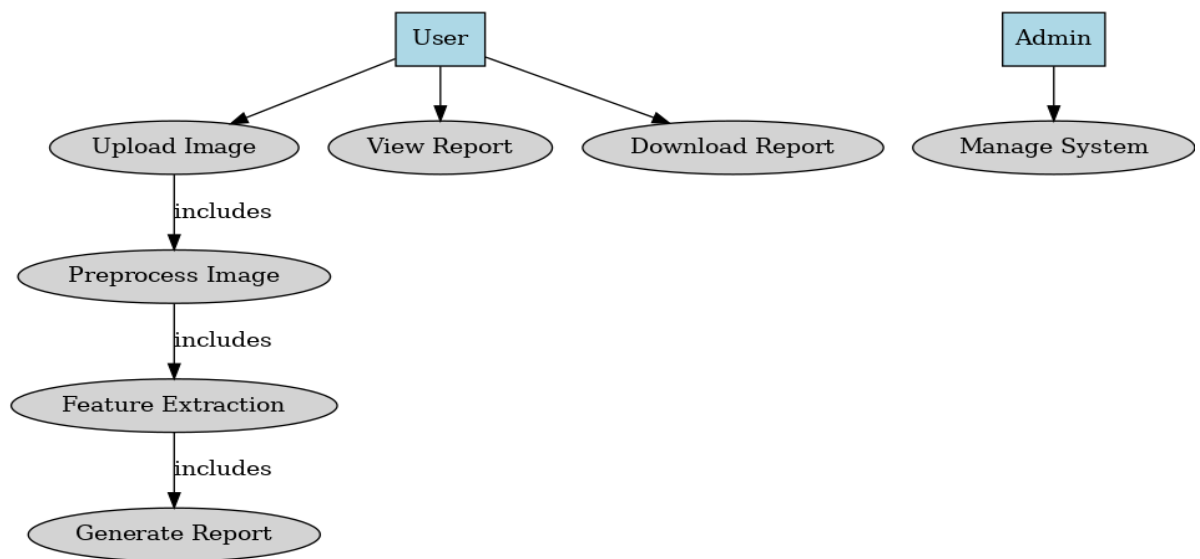 User
Admin
Upload Image
View Report
Download Report
Manage System
includes
Preprocess Image
includes
Feature Extraction
includes
Generate Report